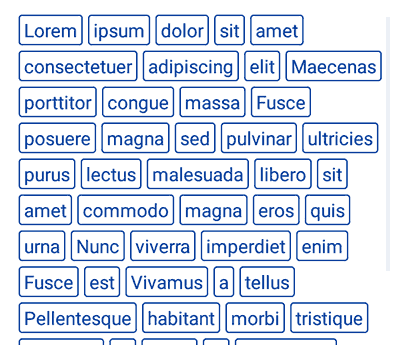 Lorem ipsum dolor sit amet
consectetuer adipiscing elit Maecenas
porttitor congue massa Fusce
posuere magna sed pulvinar ultricies
purus lectus malesuada libero sit
amet commodo magna eros quis
urna Nunc viverra imperdiet enim
Fusce est Vivamus a tellus
Pellentesque habitant morbi tristique